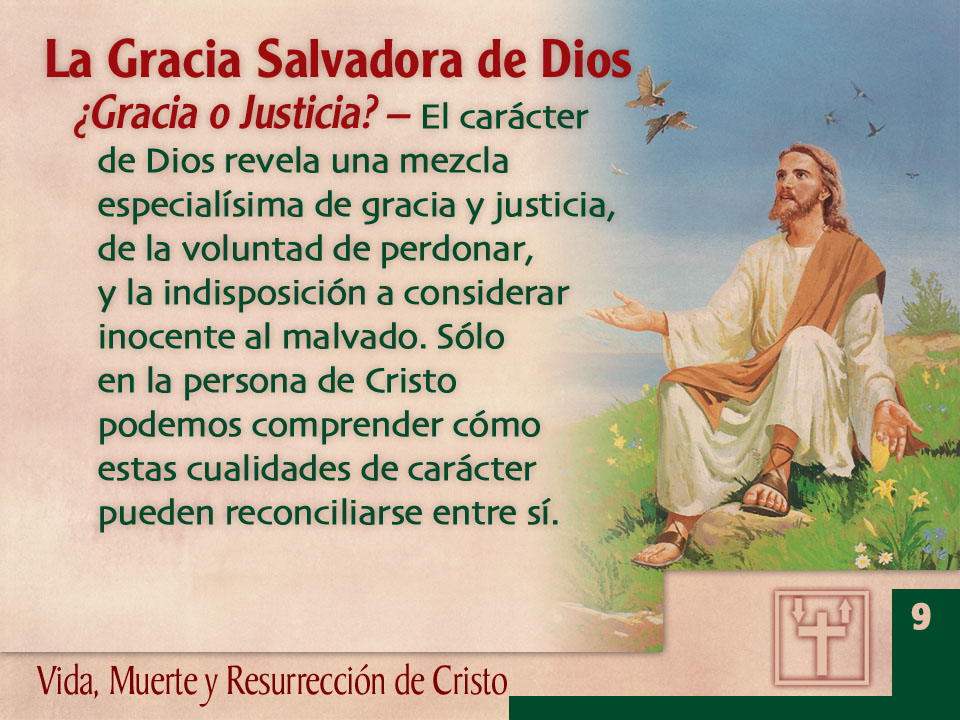 La Gracia Salvadora de Dios
¿Gracia o Justicia? – El carácter
de Dios revela una mezcla
especialísima de gracia y justicia,
de la voluntad de perdonar,
y la indisposición a considerar
inocente al malvado. Sólo
en la persona de Cristo
podemos comprender cómo
estas cualidades de carácter
pueden reconciliarse entre sí.
9
Vida, Muerte y Resurrección de Cristo